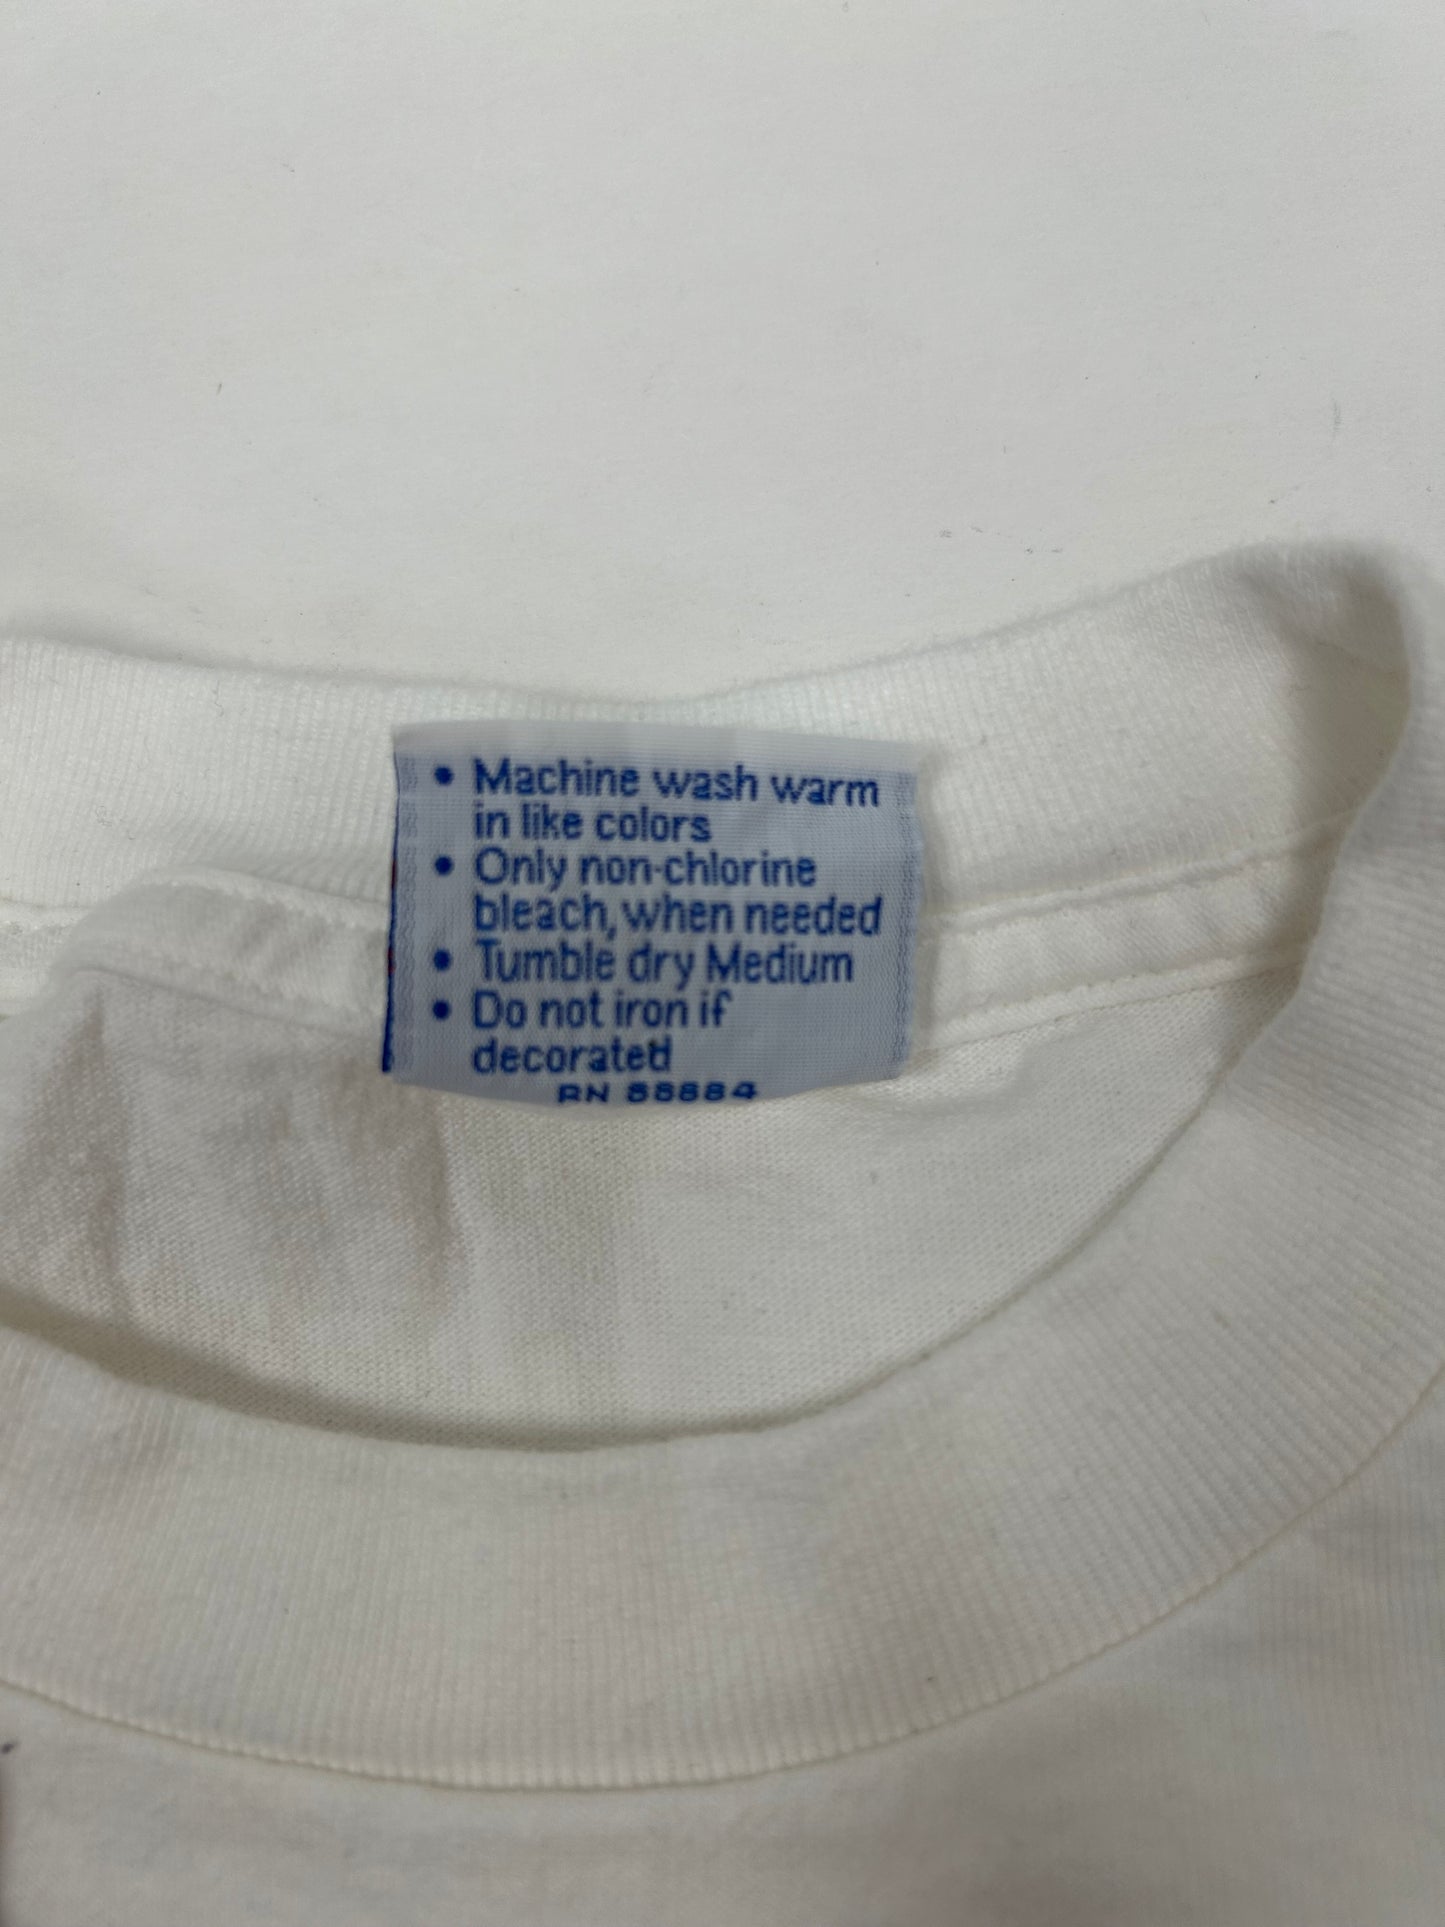 • Machine wash warm
in like colors
• Only non-chlorine
bleach, when needed
• Tumble dry Medium
• Do not iron if
decorated
RN